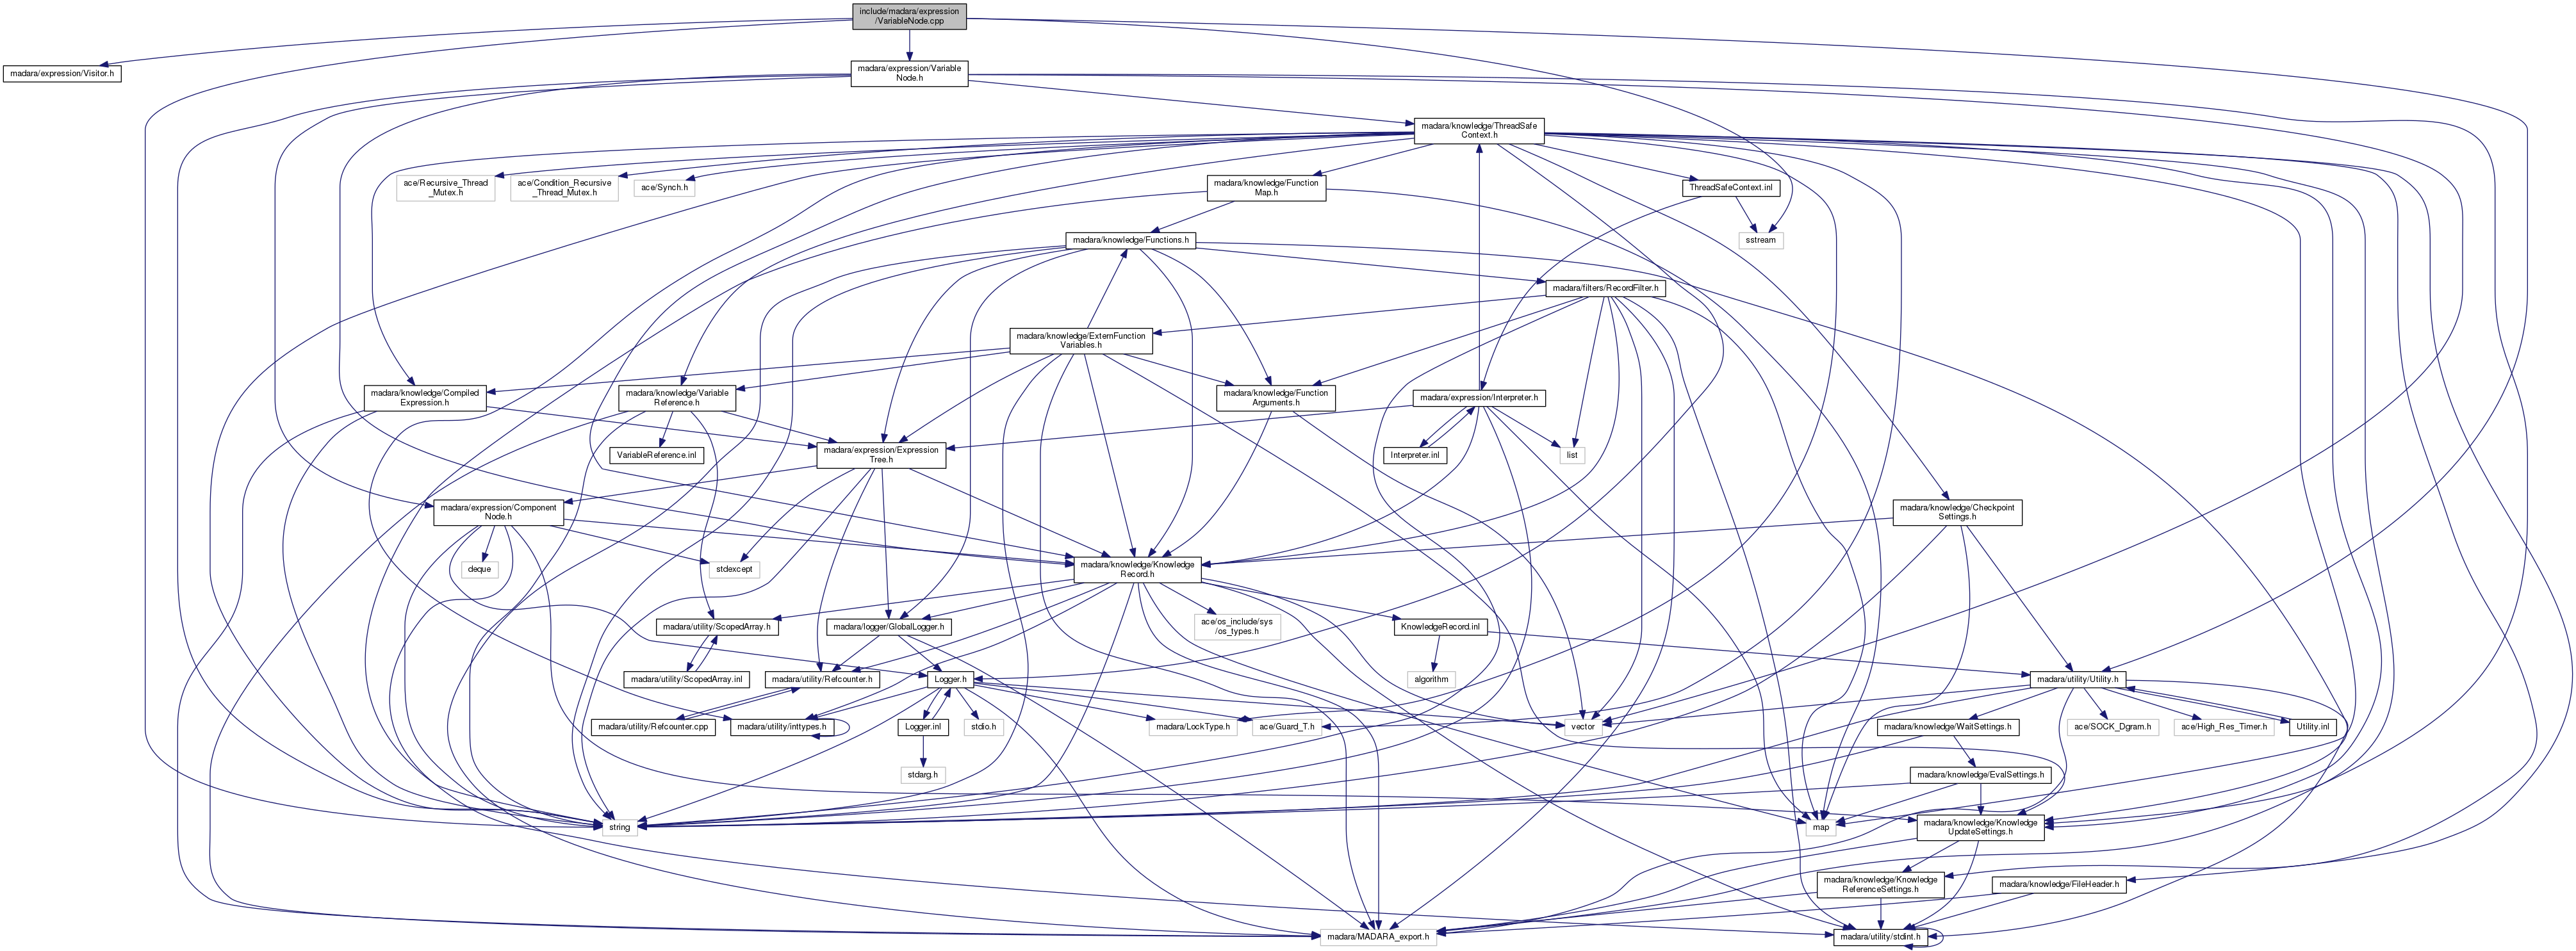 include/madara/expression
/VariableNode.cpp
madara/expression/Visitor.h
madara/expression/Variable
Node.h
madara/knowledge/ThreadSafe
Context.h
ace/Recursive_Thread
_Mutex.h
ace/Condition_Recursive
_Thread_Mutex.h
ace/Synch.h
madara/knowledge/Function
Map.h
ThreadSafeContext.inl
madara/knowledge/Functions.h
sstream
madara/filters/RecordFilter.h
madara/knowledge/ExternFunction
Variables.h
madara/knowledge/Compiled
Expression.h
madara/knowledge/Variable
Reference.h
madara/knowledge/Function
Arguments.h
madara/expression/Interpreter.h
VariableReference.inl
madara/expression/Expression
Tree.h
Interpreter.inl
list
madara/expression/Component
Node.h
madara/knowledge/Checkpoint
Settings.h
deque
stdexcept
madara/knowledge/Knowledge
Record.h
madara/utility/ScopedArray.h
madara/logger/GlobalLogger.h
ace/os_include/sys
/os_types.h
KnowledgeRecord.inl
madara/utility/ScopedArray.inl
madara/utility/Refcounter.h
Logger.h
algorithm
madara/utility/Utility.h
madara/utility/Refcounter.cpp
madara/utility/inttypes.h
Logger.inl
stdio.h
madara/LockType.h
ace/Guard_T.h
vector
madara/knowledge/WaitSettings.h
ace/SOCK_Dgram.h
ace/High_Res_Timer.h
Utility.inl
stdarg.h
madara/knowledge/EvalSettings.h
string
map
madara/knowledge/Knowledge
UpdateSettings.h
madara/knowledge/Knowledge
ReferenceSettings.h
madara/knowledge/FileHeader.h
madara/MADARA_export.h
madara/utility/stdint.h